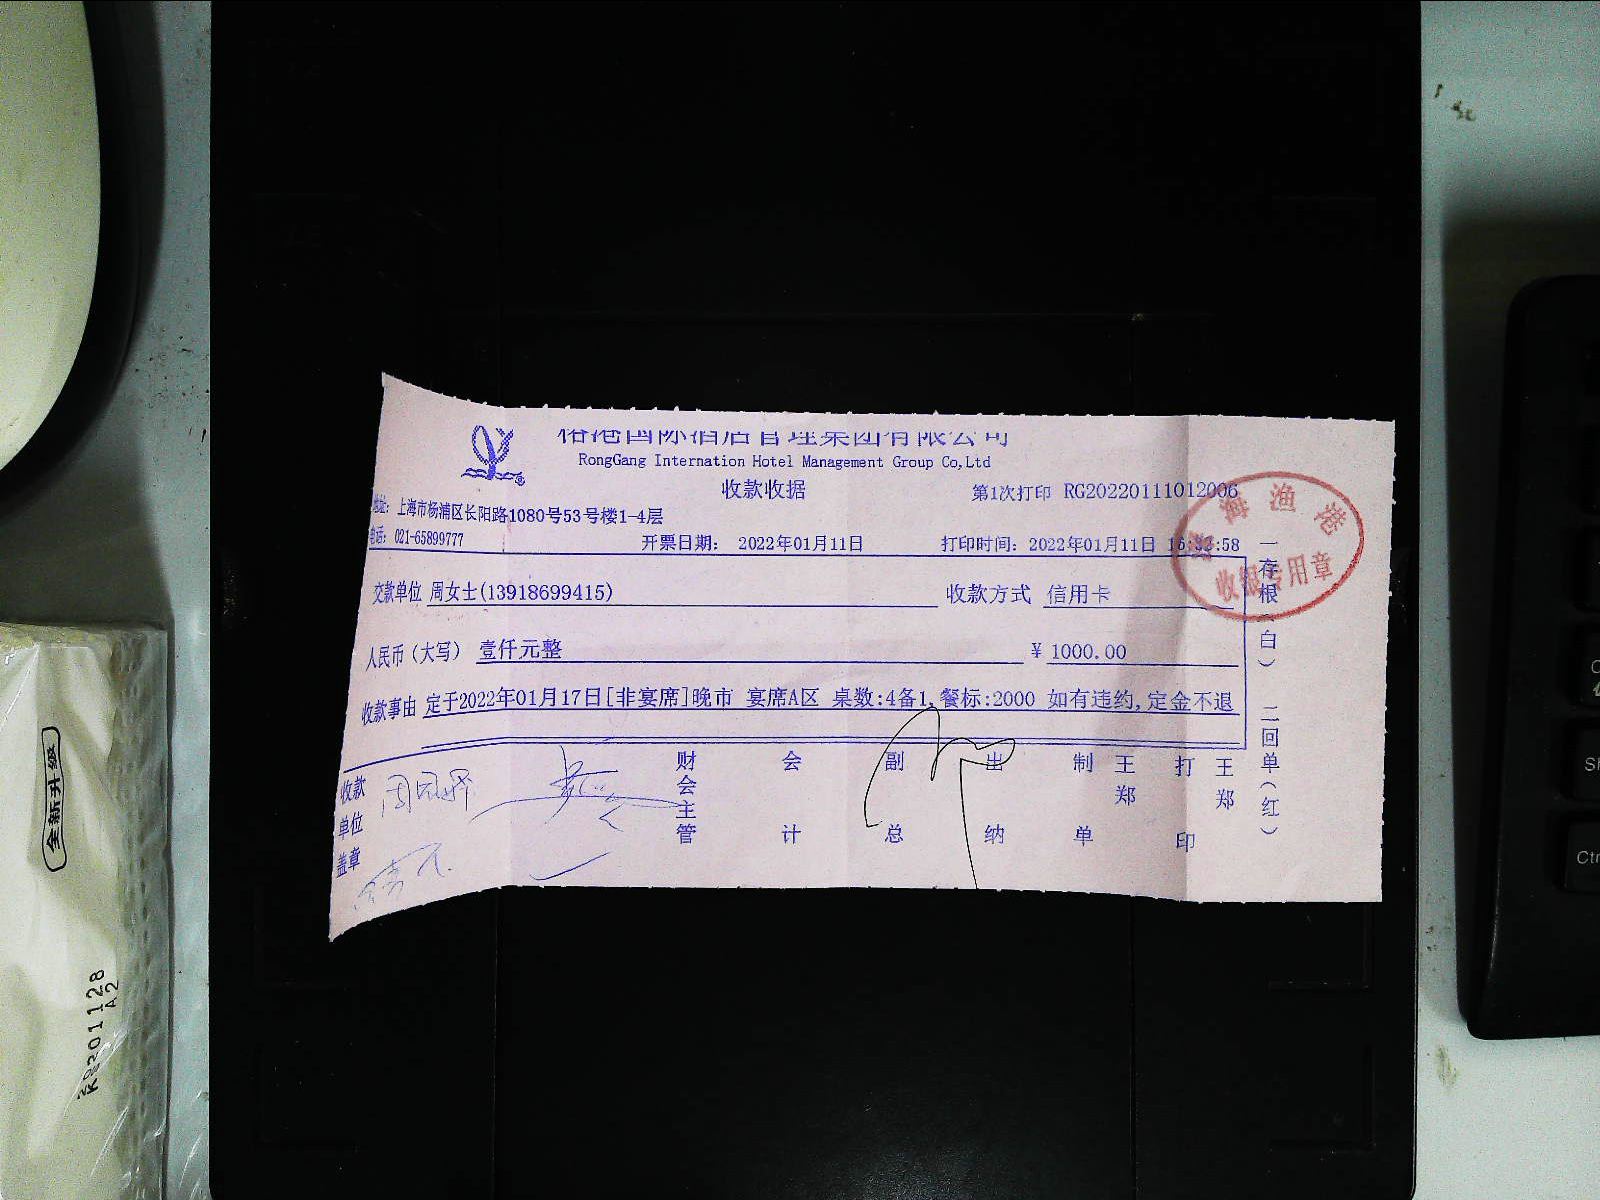 港国际酒店管理集团有限公司
RongGang Internation Hotel Management Group Co,Ltd
收款收据
第1次打印 RG20220111012006
地址: 上海市杨浦区长阳路1080号53号楼1-4层
电话: 021-65899777
开票日期: 2022年01月11日
打印时间: 2022年01月11日 :58
交款单位 周女士(13918699415)
收款方式 信用卡
人民币(大写) 壹仟元整
¥ 1000.00
收款事由 定于2022年01月17日[非宴席]晚市 宴席A区 桌数:4备1,餐标:2000 如有违约,定金不退
收款单位盖章
财会主管
会计
副总
出纳
制单
王郑
打印
王郑
一存根(白) 二回单(红)
海渔港
收银专用章
全新升级
K20201128
A2
Ctr